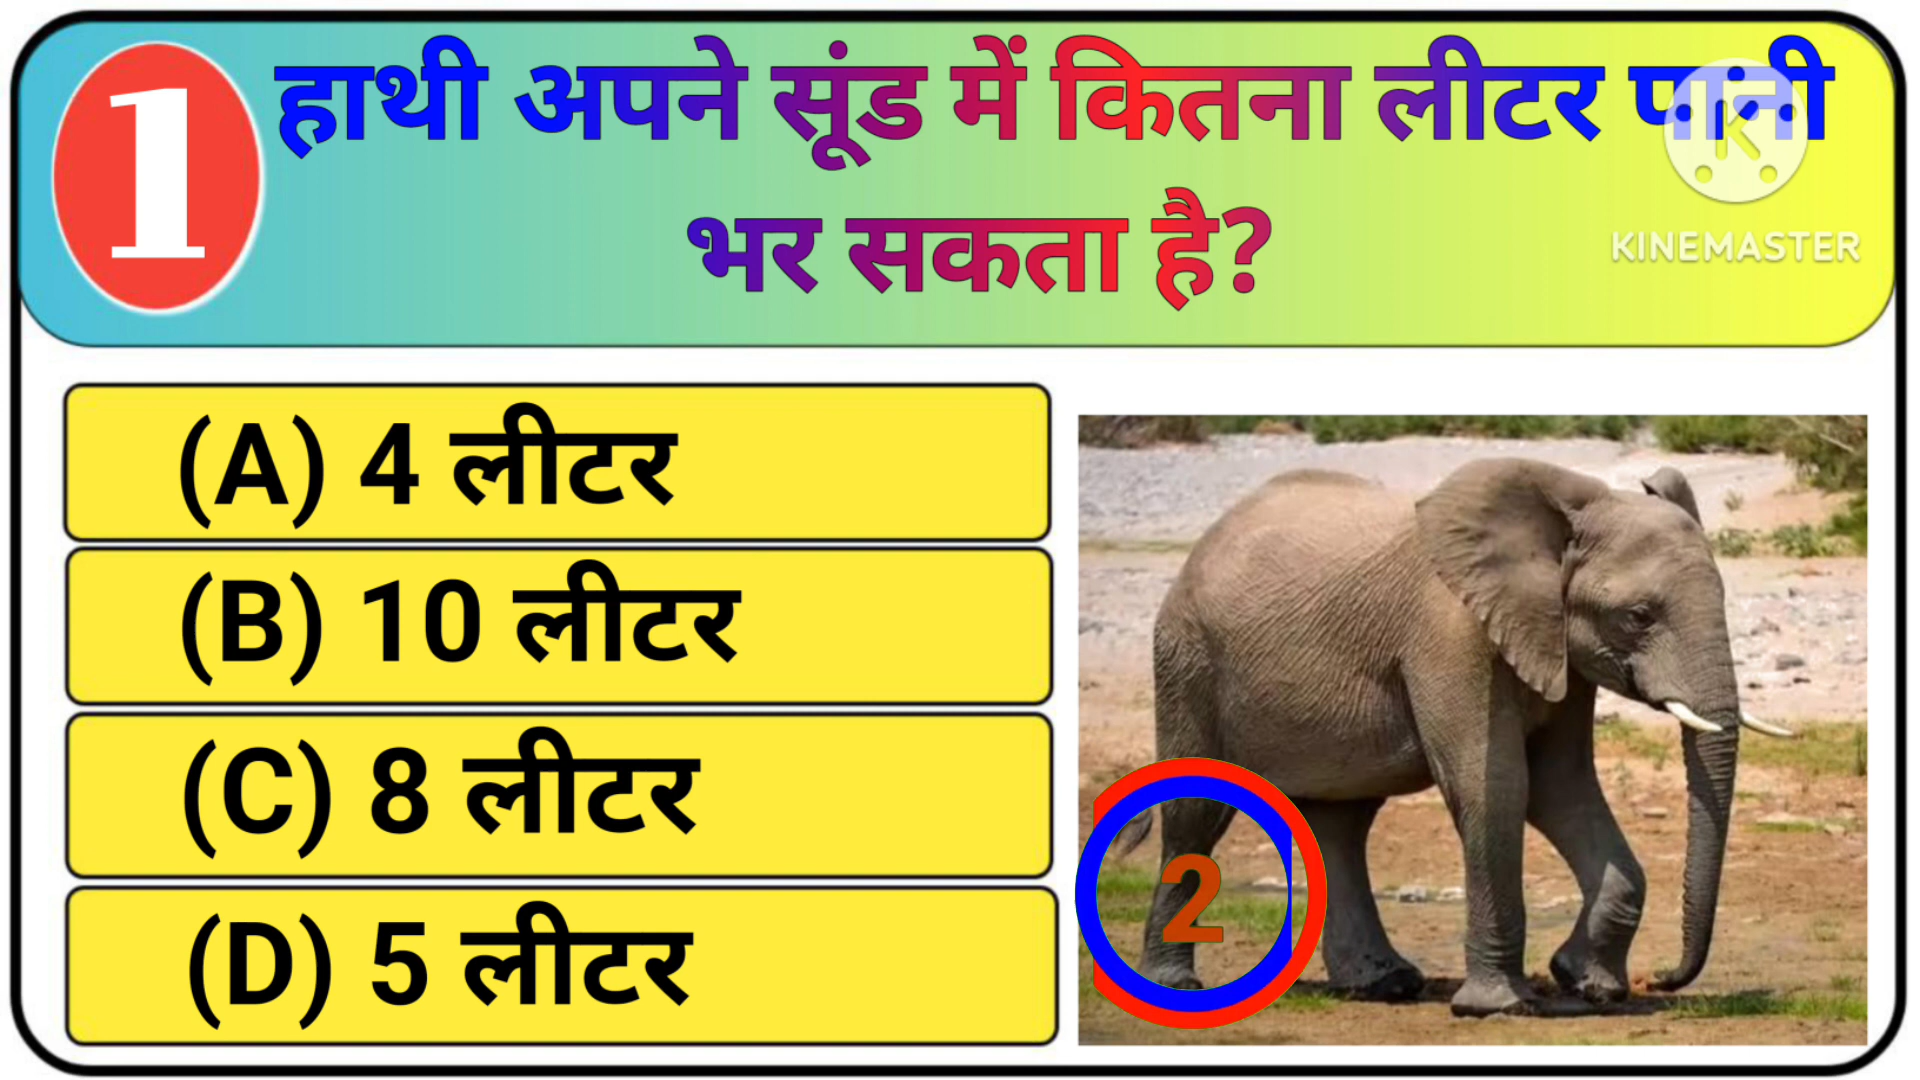 1
हाथी अपने सूंड में कितना लीटर पानी
भर सकता है?
KINEMASTER
(A) 4 लीटर
(B) 10 लीटर
(C) 8 लीटर
(D) 5 लीटर
2